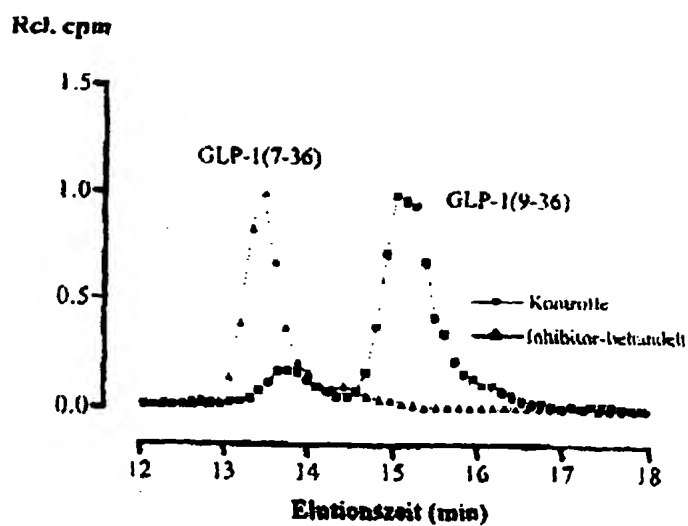 Rel. cpm
1.5
GLP-1(7-36)
1.0
GLP-1(9-36)
0.5
Kontrolle
Inhibitor-behandelt
0.0
12 13 14 15 16 17 18
Elutionszeit (min)